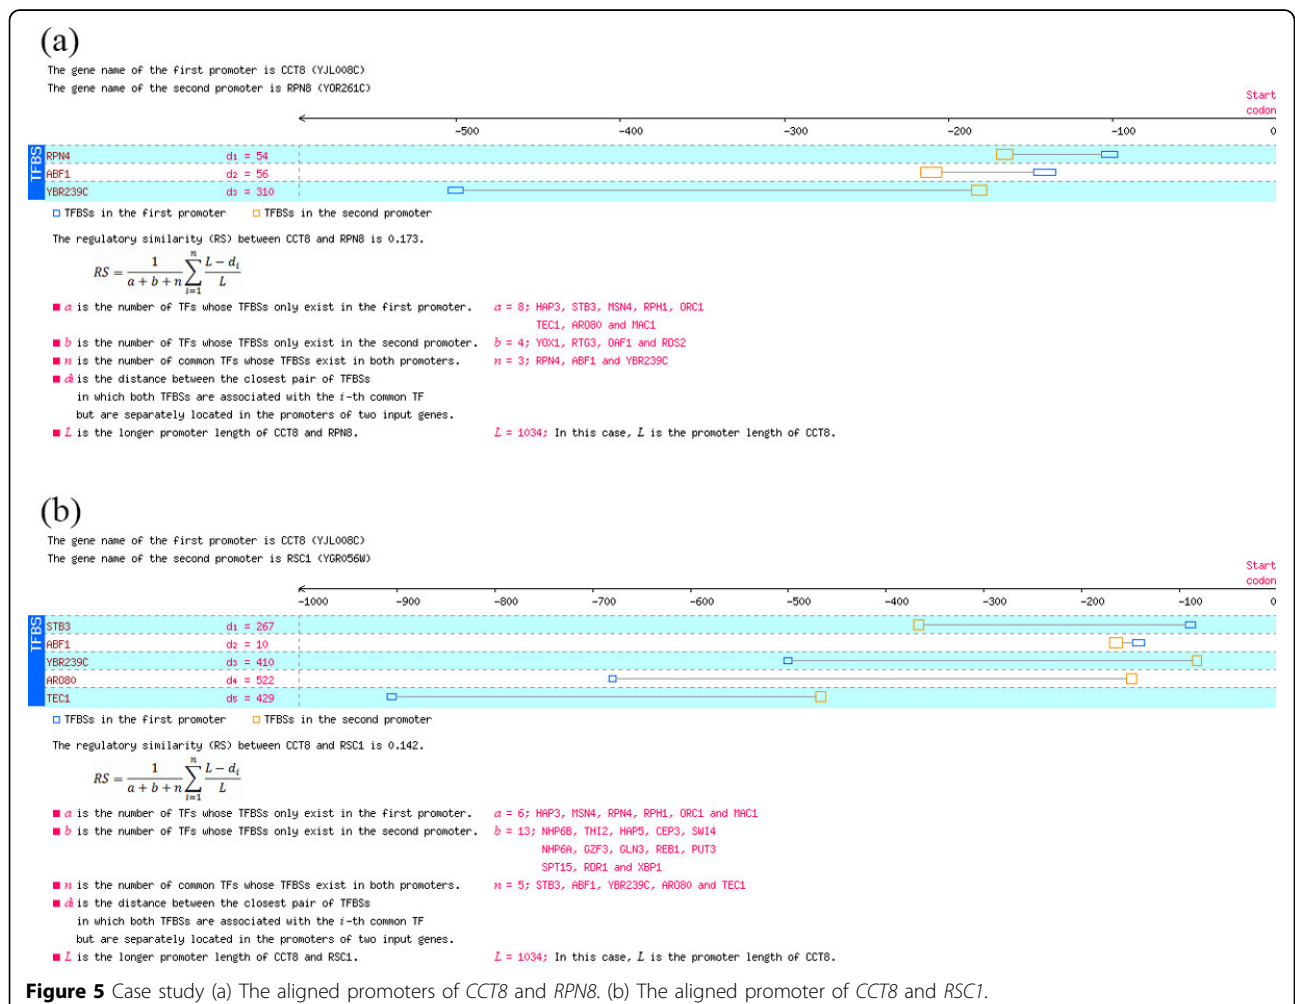 (a)
The gene name of the first promoter is CCT8 (YJL008C)
The gene name of the second promoter is RPN8 (YOR261C)
Start
codon
-500 -400 -300 -200 -100 0
TFBS
RPN4 d1 = 54
ABF1 d2 = 56
YBR239C d3 = 310
TFBSs in the first promoter TFBSs in the second promoter
The regulatory similarity (RS) between CCT8 and RPN8 is 0.173.
RS = \frac{1}{a + b + n} \sum_{i=1}^{n} \frac{L - d_i}{L}
a is the number of TFs whose TFBSs only exist in the first promoter. a = 8; HAP3, STB3, MSN4, RPH1, ORC1
TEC1, ARO80 and MAC1
b is the number of TFs whose TFBSs only exist in the second promoter. b = 4; YOX1, RTG3, OAF1 and RDS2
n is the number of common TFs whose TFBSs exist in both promoters. n = 3; RPN4, ABF1 and YBR239C
di is the distance between the closest pair of TFBSs
in which both TFBSs are associated with the i-th common TF
but are separately located in the promoters of two input genes.
L is the longer promoter length of CCT8 and RPN8. L = 1034; In this case, L is the promoter length of CCT8.
(b)
The gene name of the first promoter is CCT8 (YJL008C)
The gene name of the second promoter is RSC1 (YGR056W)
Start
codon
-1000 -900 -800 -700 -600 -500 -400 -300 -200 -100 0
TFBS
STB3 d1 = 267
ABF1 d2 = 10
YBR239C d3 = 410
ARO80 d4 = 522
TEC1 d5 = 429
TFBSs in the first promoter TFBSs in the second promoter
The regulatory similarity (RS) between CCT8 and RSC1 is 0.142.
RS = \frac{1}{a + b + n} \sum_{i=1}^{n} \frac{L - d_i}{L}
a is the number of TFs whose TFBSs only exist in the first promoter. a = 6; HAP3, MSN4, RPN4, RPH1, ORC1 and MAC1
b is the number of TFs whose TFBSs only exist in the second promoter. b = 13; NHP6B, THI2, HAP5, CEP3, SWI4
NHP6A, GZF3, GLN3, REB1, PUT3
SPT15, RDR1 and XBP1
n is the number of common TFs whose TFBSs exist in both promoters. n = 5; STB3, ABF1, YBR239C, ARO80 and TEC1
di is the distance between the closest pair of TFBSs
in which both TFBSs are associated with the i-th common TF
but are separately located in the promoters of two input genes.
L is the longer promoter length of CCT8 and RSC1. L = 1034; In this case, L is the promoter length of CCT8.
Figure 5 Case study (a) The aligned promoters of CCT8 and RPN8. (b) The aligned promoter of CCT8 and RSC1.